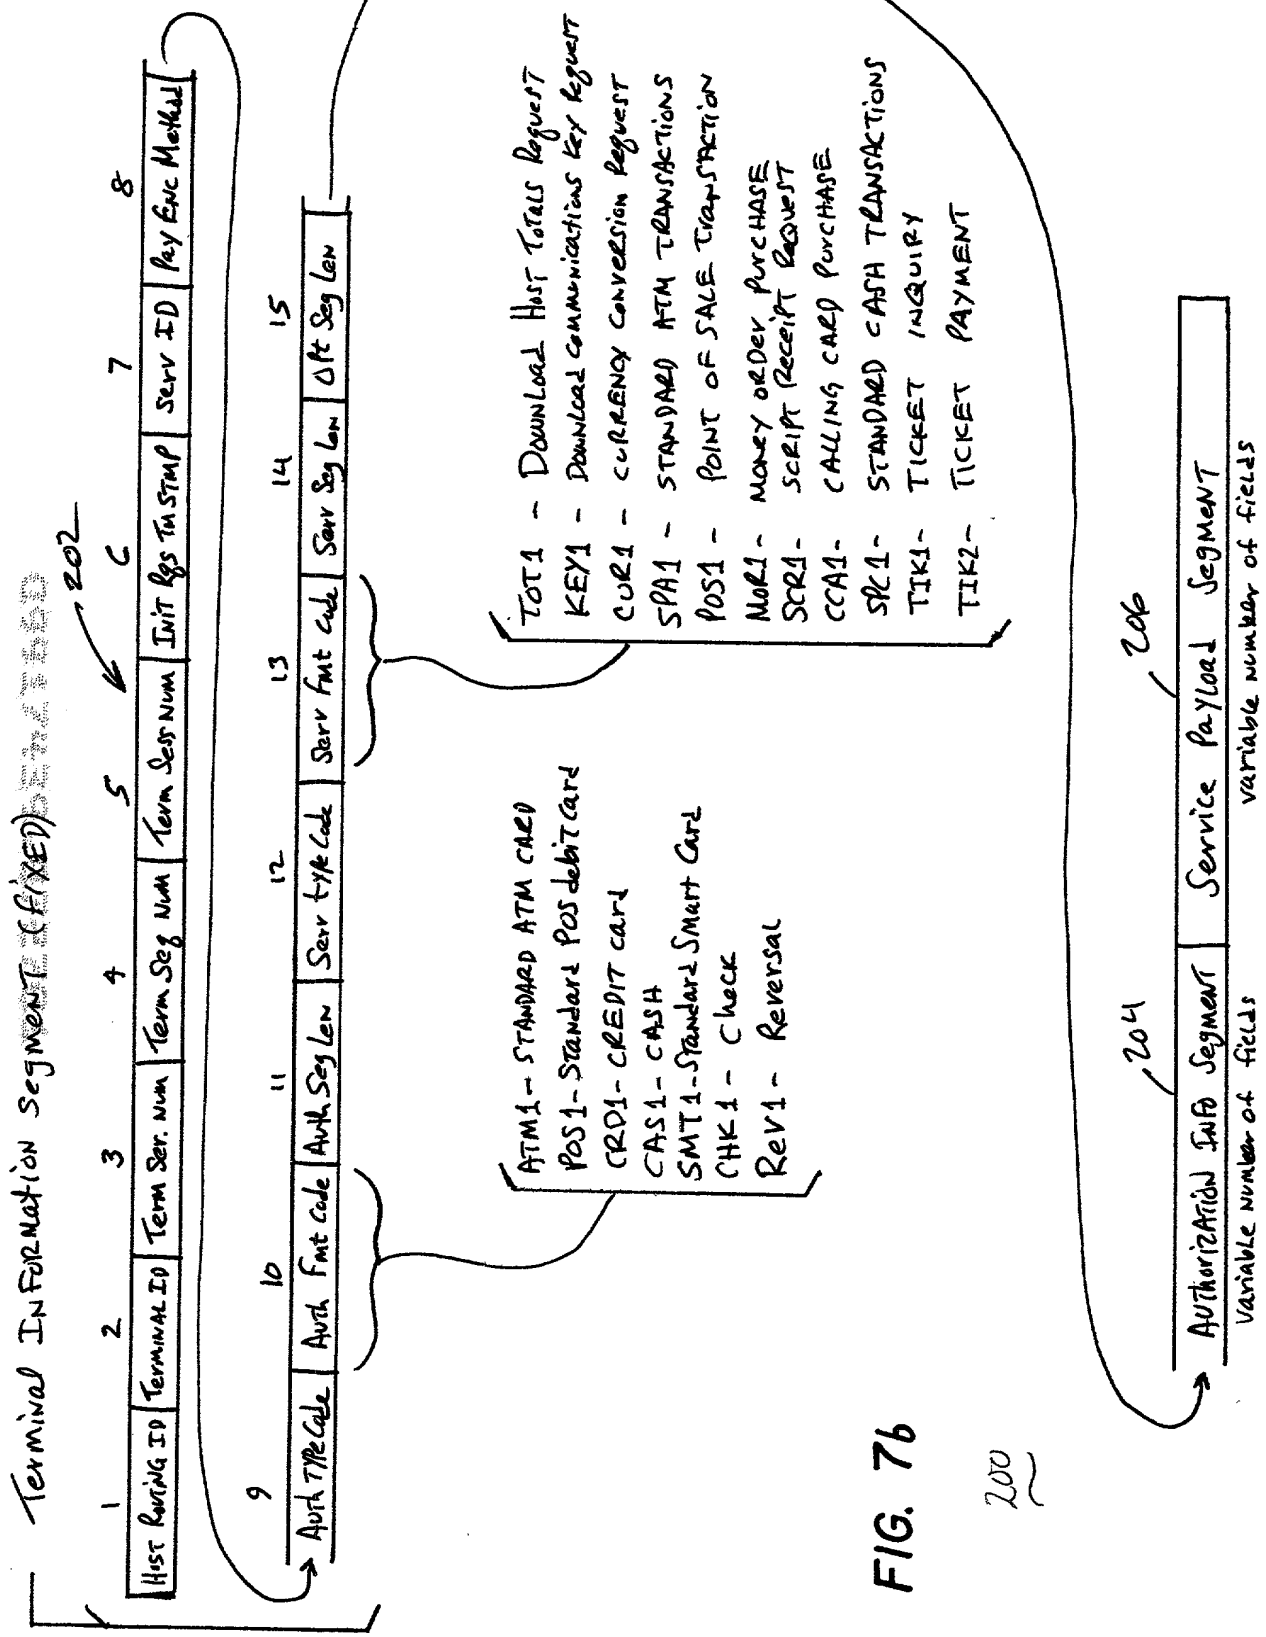 Terminal INFORMATION Segment (FIXED)
202
1 2 3 4 5 6 7 8
HOST ROUTING ID | TERMINAL ID | Term Ser. Num | Term Seq Num | Term Sess Num | INIT Rqs TM STMP | Serv ID | Pay ENC Method
9 10 11 12 13 14 15
Auth TYPE Code | Auth Fmt Code | Auth Seg Len | Serv type Code | Serv Fmt Code | Serv Seg Len | Opt Seg Len
ATM1 - STANDARD ATM CARD
POS1 - Standard POS debit Card
CRD1 - CREDIT card
CAS1 - CASH
SMT1 - Standard Smart Card
CHK1 - Check
Rev1 - Reversal
TOT1 - Download Host Totals Request
KEY1 - Download Communications Key Request
CUR1 - CURRENCY Conversion Request
SPA1 - STANDARD ATM TRANSACTIONS
POS1 - POINT OF SALE Transaction
MOR1 - MONEY ORDer PurCHASE
SCR1 - SCRIPT Receipt Request
CCA1 - CALLING CARD PurCHASE
SPC1 - STANDARD CASH TRANSACTIONS
TIK1 - TICKET INQUIRY
TIK2 - TICKET PAYMENT
204 206
AUThorIZATION INFO SegMENT | Service Payload SegMENT
variable number of fields variable number of fields
FIG. 7b
200